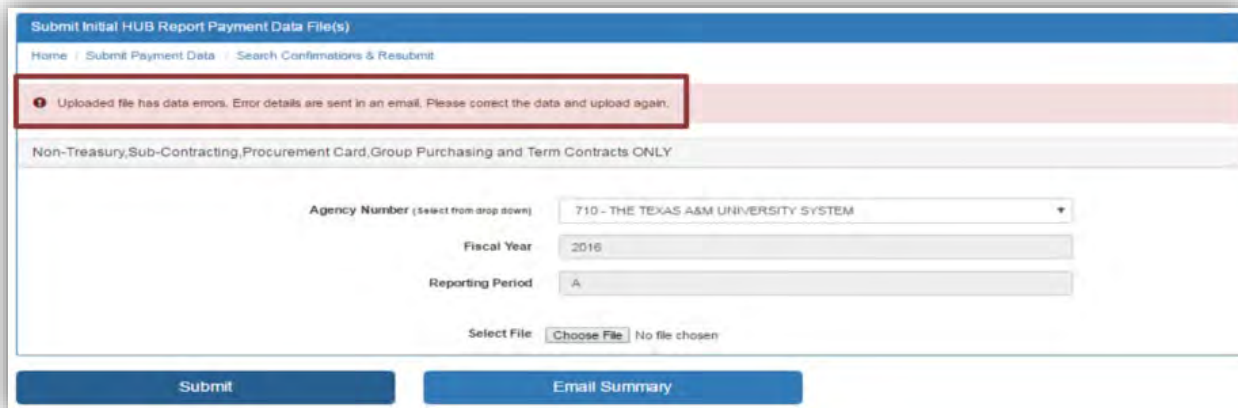 Submit Initial HUB Report Payment Data File(s)
Home / Submit Payment Data / Search Confirmations & Resubmit
Uploaded file has data errors. Error details are sent in an email. Please correct the data and upload again.
Non-Treasury,Sub-Contracting,Procurement Card,Group Purchasing and Term Contracts ONLY
Agency Number (Select from drop down) 710 - THE TEXAS A&M UNIVERSITY SYSTEM
Fiscal Year 2016
Reporting Period A
Select File Choose File No file chosen
Submit Email Summary